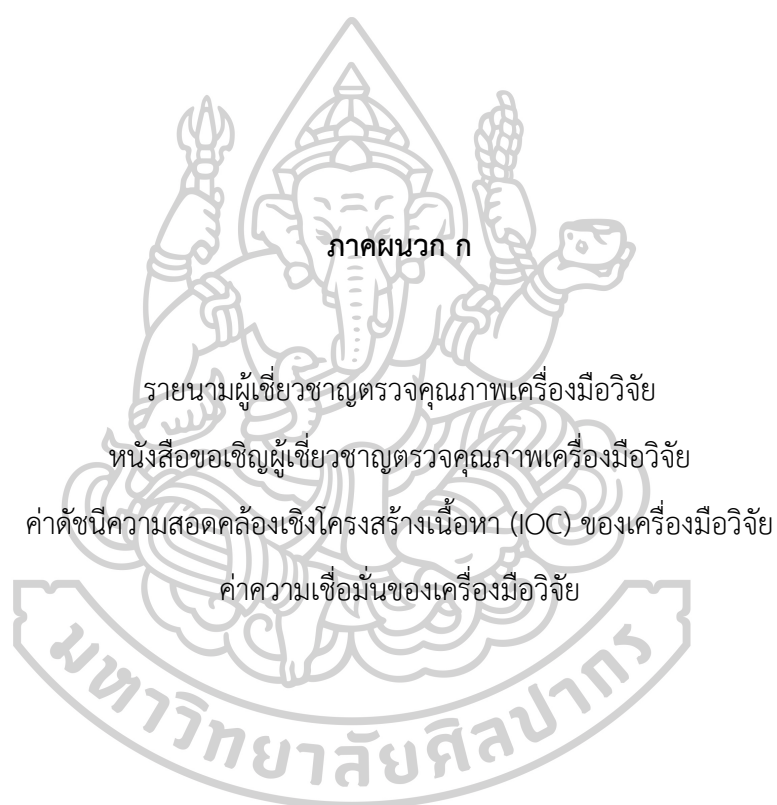 ภาคผนวก ก
รายนามผู้เชี่ยวชาญตรวจคุณภาพเครื่องมือวิจัย
หนังสือขอเชิญผู้เชี่ยวชาญตรวจคุณภาพเครื่องมือวิจัย
ค่าดัชนีความสอดคล้องเชิงโครงสร้างเนื้อหา (IOC) ของเครื่องมือวิจัย
ค่าความเชื่อมั่นของเครื่องมือวิจัย
มหาวิทยาลัยศิลปากร